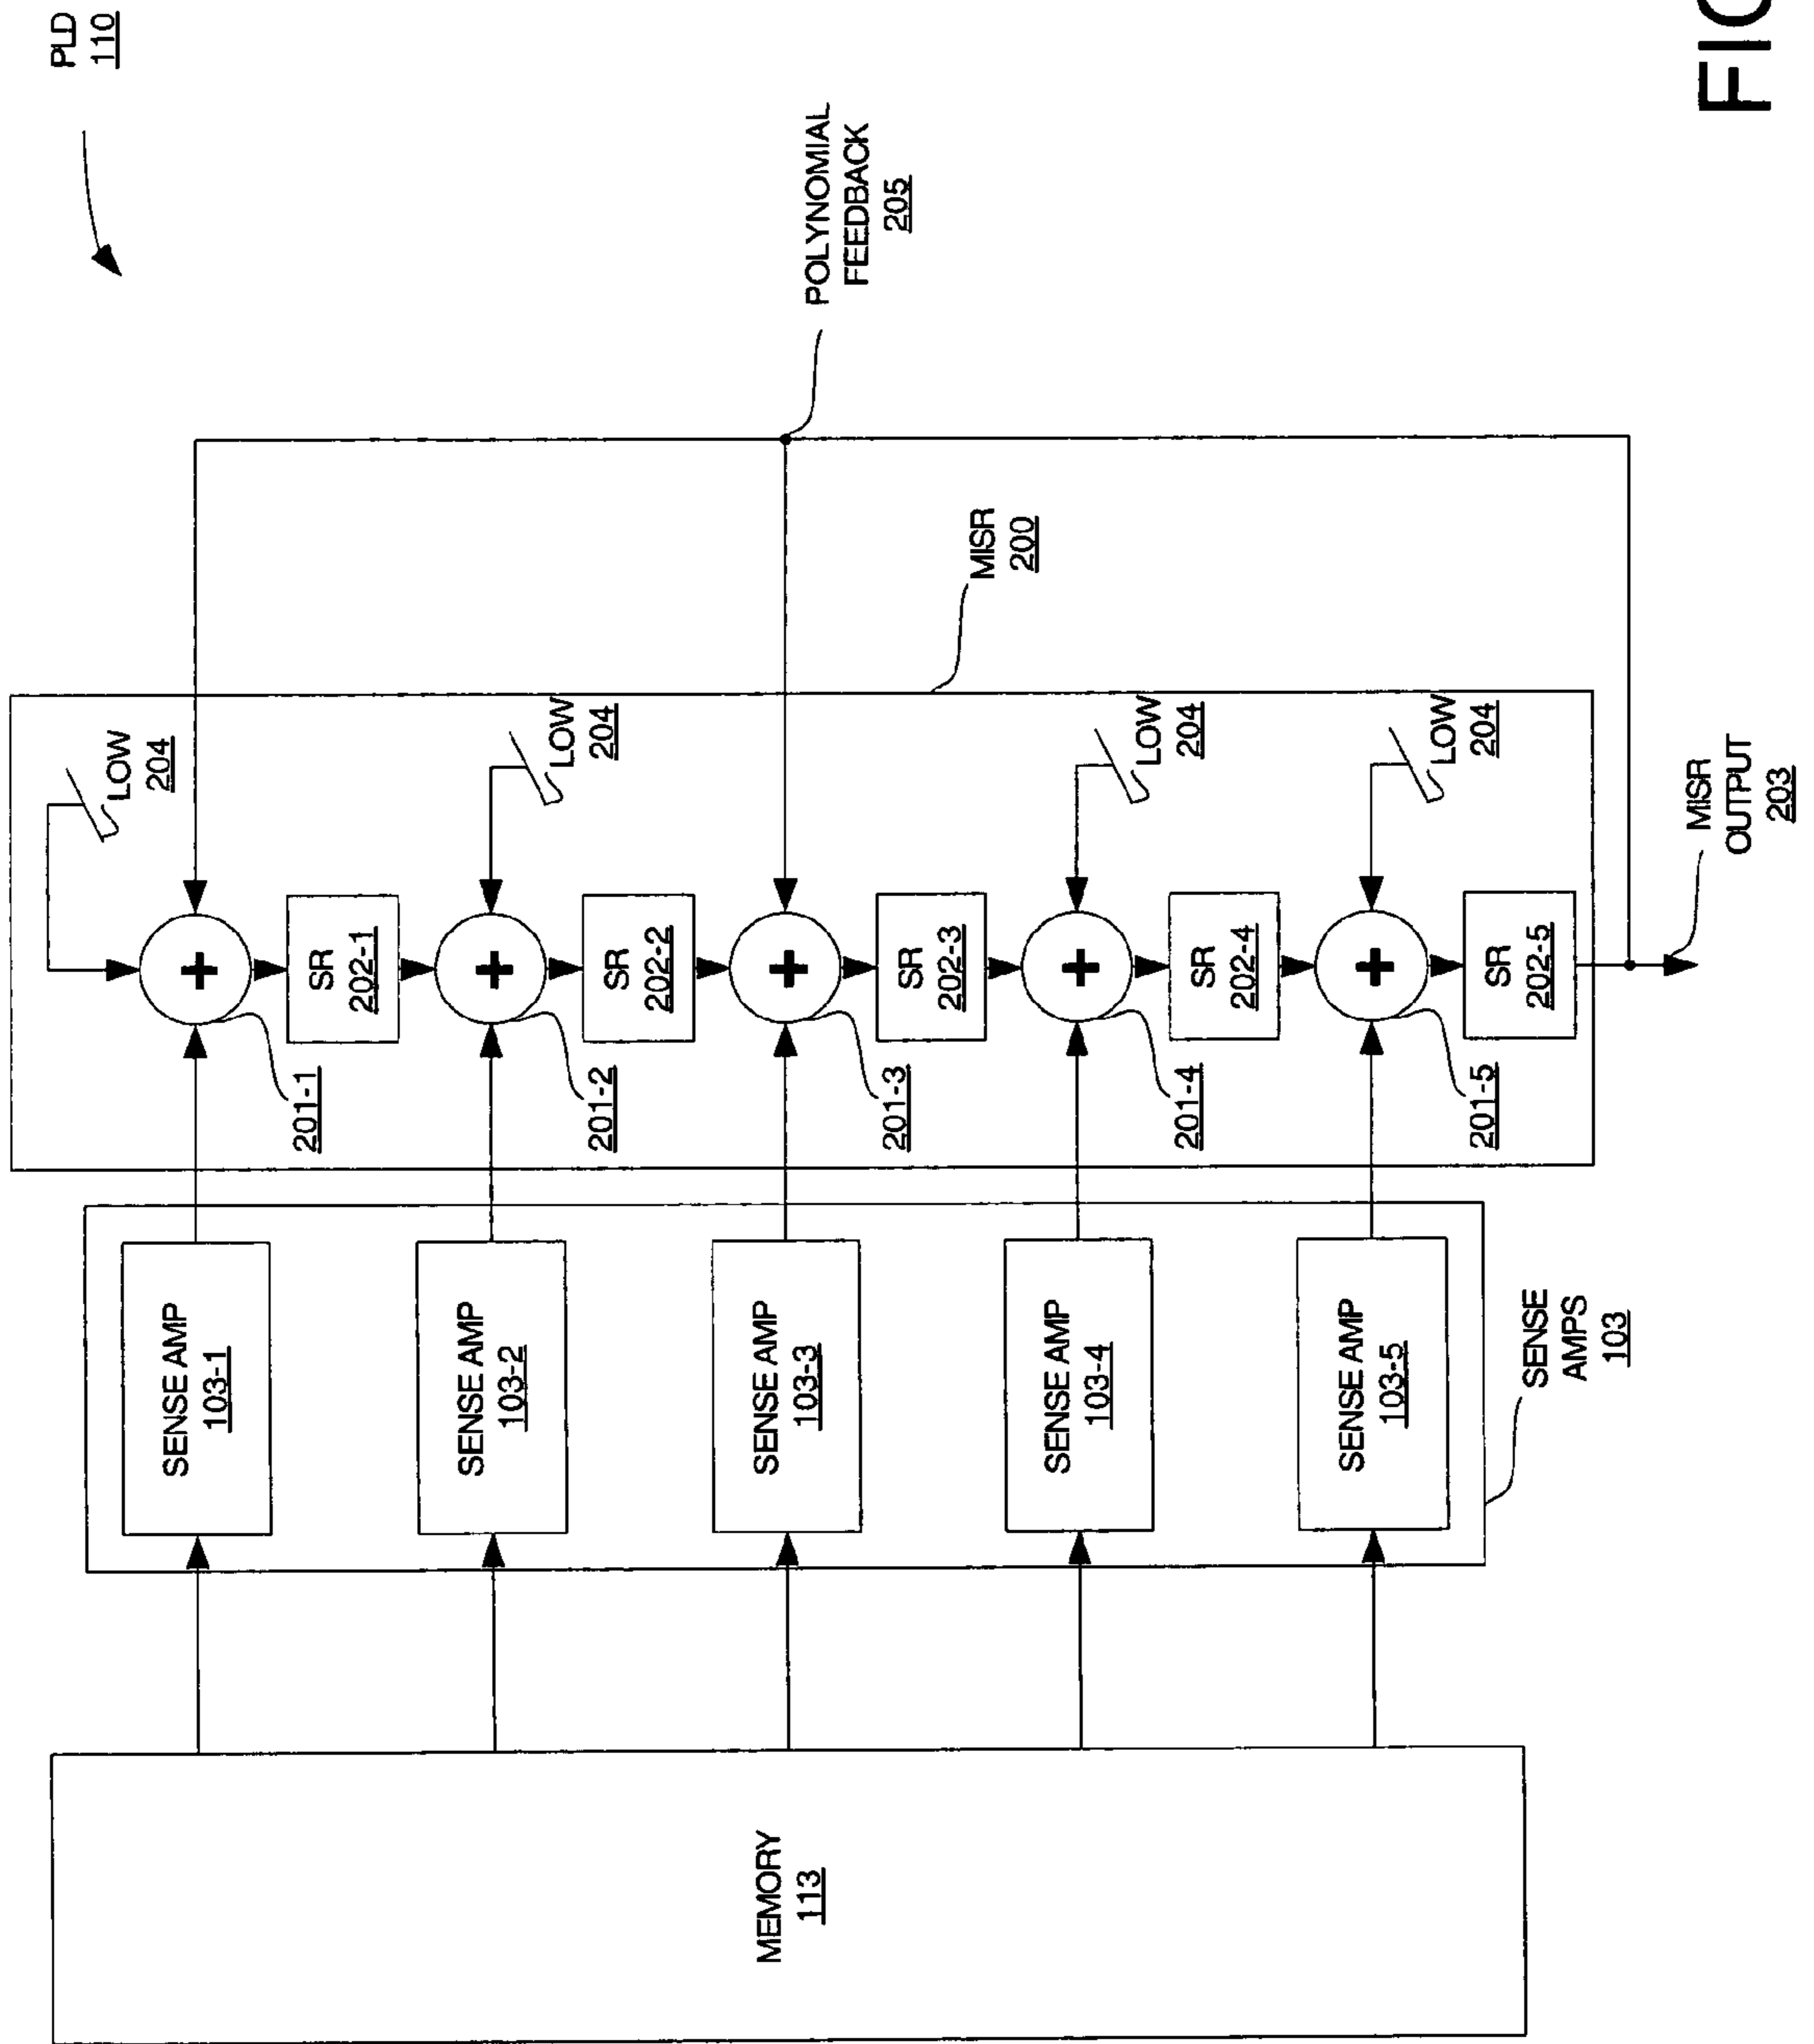 PLD
110
MEMORY
113
SENSE AMP
103-1
SENSE AMP
103-2
SENSE AMP
103-3
SENSE AMP
103-4
SENSE AMP
103-5
SENSE
AMPS
103
201-1
201-2
201-3
201-4
201-5
+
SR
202-1
+
SR
202-2
+
SR
202-3
+
SR
202-4
+
SR
202-5
LOW
204
LOW
204
LOW
204
LOW
204
MISR
OUTPUT
203
MISR
200
POLYNOMIAL
FEEDBACK
205